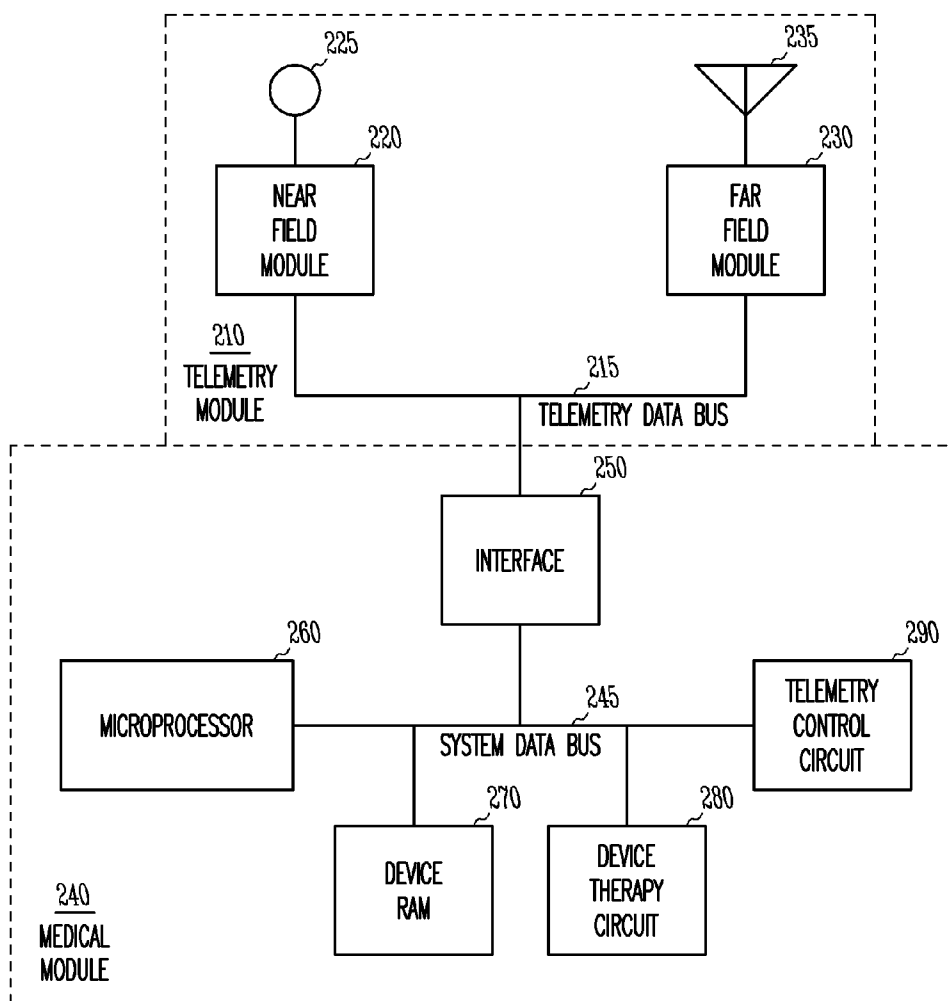 225
235
220
230
NEAR
FIELD
MODULE
FAR
FIELD
MODULE
210
TELEMETRY
MODULE
215
TELEMETRY DATA BUS
250
INTERFACE
260
290
MICROPROCESSOR
245
SYSTEM DATA BUS
TELEMETRY
CONTROL
CIRCUIT
270
280
DEVICE
RAM
DEVICE
THERAPY
CIRCUIT
240
MEDICAL
MODULE